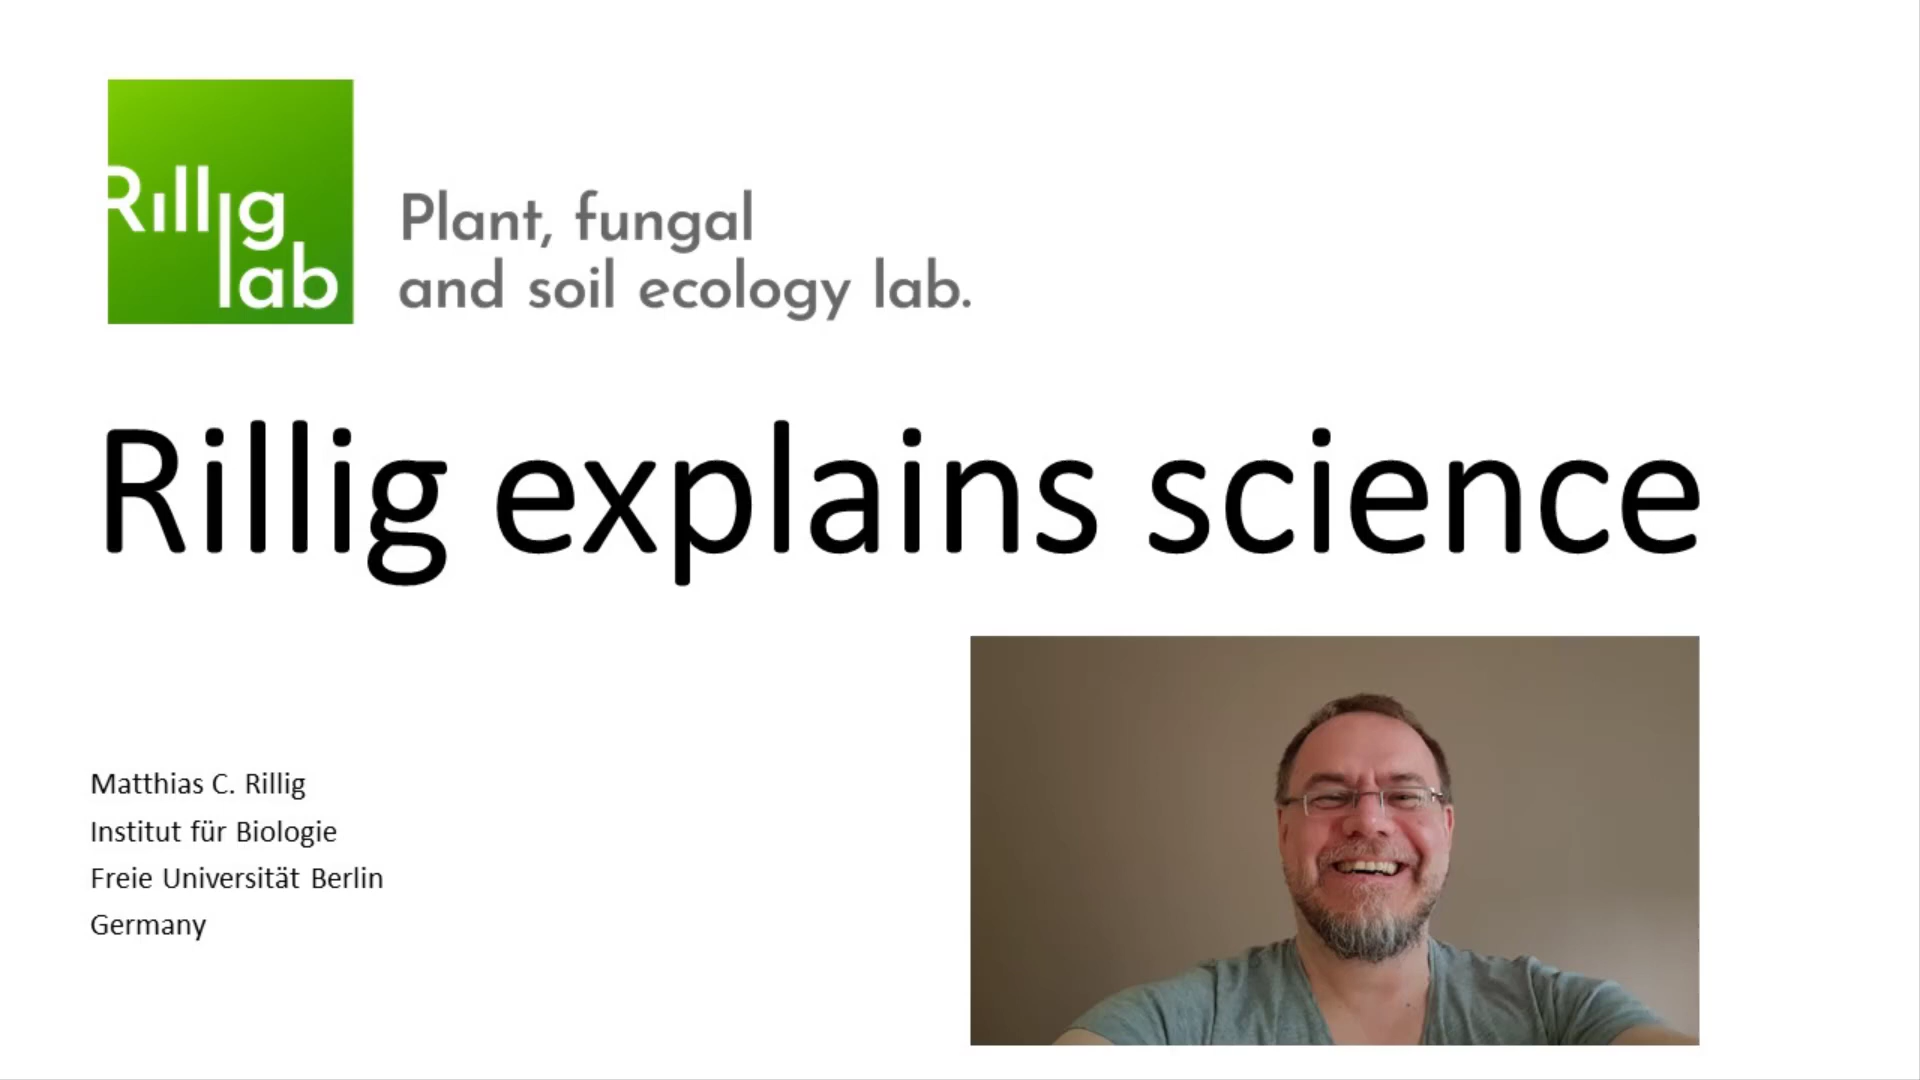 Rillig
lab
Plant, fungal
and soil ecology lab.
Rillig explains science
Matthias C. Rillig
Institut für Biologie
Freie Universität Berlin
Germany